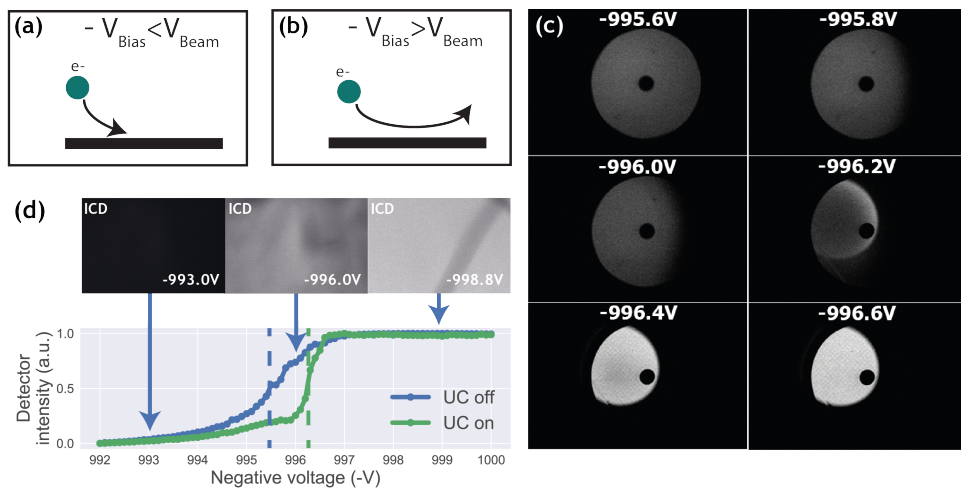 (a)
- V Bias < V Beam
e-
(b)
- V Bias > V Beam
e-
(c)
-995.6V
-995.8V
-996.0V
-996.2V
-996.4V
-996.6V
(d)
ICD
-993.0V
ICD
-996.0V
ICD
-998.8V
Detector
intensity (a.u.)
1.0
0.5
0.0
UC off
UC on
992 993 994 995 996 997 998 999 1000
Negative voltage (-V)